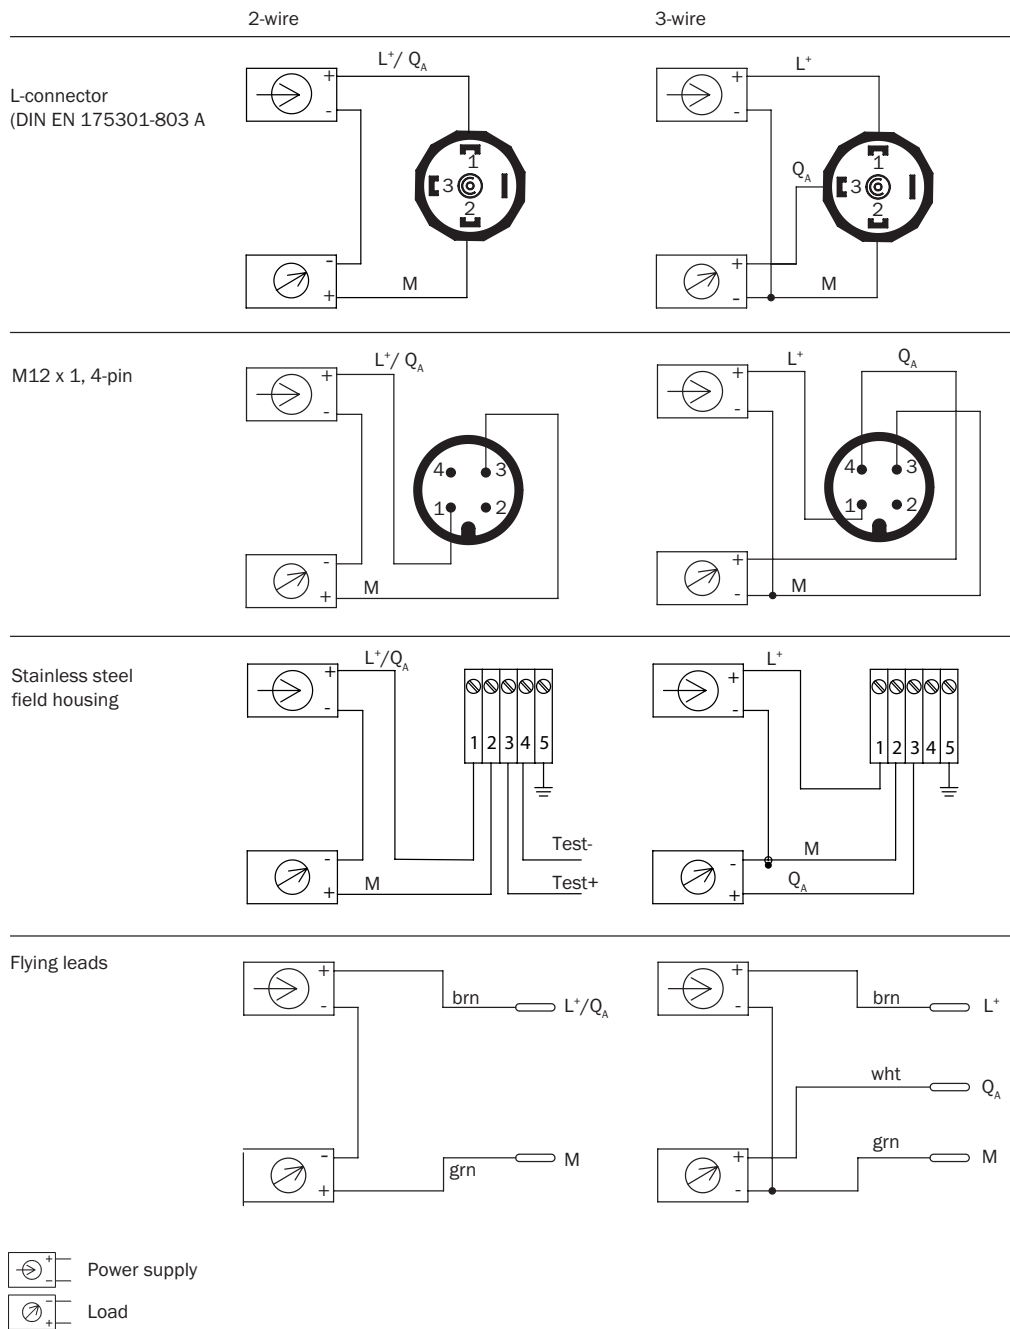 2-wire 3-wire
L-connector
(DIN EN 175301-803 A
L+/ QA
+
-
1
3
2
-
+
M
L+
+
-
QA
1
3
2
+
-
M
M12 x 1, 4-pin
L+/ QA
+
-
4 3
1 2
-
+
M
L+ QA
+
-
4 3
1 2
+
-
M
Stainless steel
field housing
L+/QA
+
-
1 2 3 4 5
-
+
M
Test-
Test+
L+
+
-
1 2 3 4 5
-
+
M
QA
Flying leads
+
-
brn L+/QA
-
+
grn M
+
-
brn L+
wht QA
+
-
grn M
+
- Power supply
-
+ Load